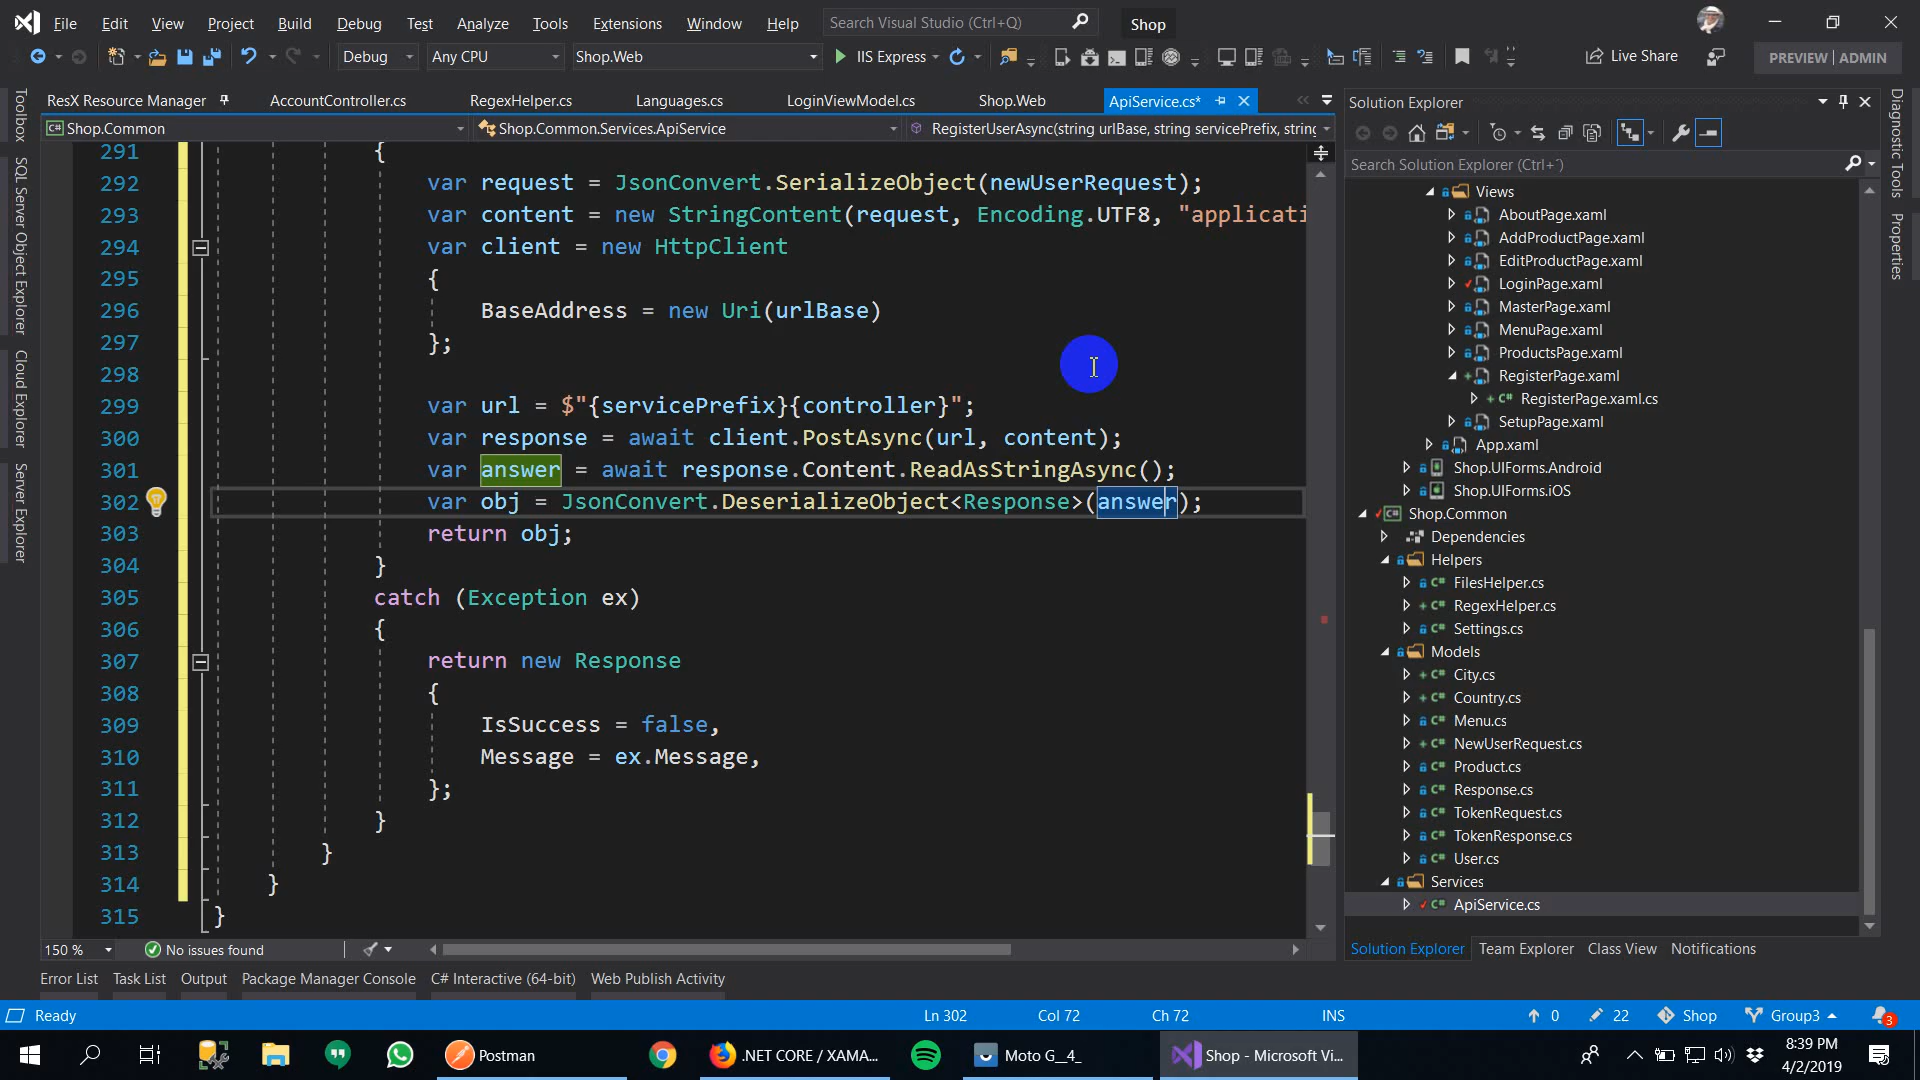 File Edit View Project Build Debug Test Analyze Tools Extensions Window Help Search Visual Studio (Ctrl+Q) Shop
Debug Any CPU Shop.Web IIS Express Live Share PREVIEW | ADMIN
ResX Resource Manager AccountController.cs RegexHelper.cs Languages.cs LoginViewModel.cs Shop.Web ApiService.cs*
Shop.Common Shop.Common.Services.ApiService RegisterUserAsync(string urlBase, string servicePrefix, string
Toolbox
SQL Server Object Explorer
Cloud Explorer
Server Explorer
291 {
292 var request = JsonConvert.SerializeObject(newUserRequest);
293 var content = new StringContent(request, Encoding.UTF8, "applicati
294 var client = new HttpClient
295 {
296 BaseAddress = new Uri(urlBase)
297 };
298
299 var url = $"{servicePrefix}{controller}";
300 var response = await client.PostAsync(url, content);
301 var answer = await response.Content.ReadAsStringAsync();
302 var obj = JsonConvert.DeserializeObject<Response>(answer);
303 return obj;
304 }
305 catch (Exception ex)
306 {
307 return new Response
308 {
309 IsSuccess = false,
310 Message = ex.Message,
311 };
312 }
313 }
314 }
315 }
150 % No issues found
Solution Explorer
Search Solution Explorer (Ctrl+´)
Views
AboutPage.xaml
AddProductPage.xaml
EditProductPage.xaml
LoginPage.xaml
MasterPage.xaml
MenuPage.xaml
ProductsPage.xaml
RegisterPage.xaml
RegisterPage.xaml.cs
SetupPage.xaml
App.xaml
Shop.UIForms.Android
Shop.UIForms.iOS
Shop.Common
Dependencies
Helpers
FilesHelper.cs
RegexHelper.cs
Settings.cs
Models
City.cs
Country.cs
Menu.cs
NewUserRequest.cs
Product.cs
Response.cs
TokenRequest.cs
TokenResponse.cs
User.cs
Services
ApiService.cs
Solution Explorer Team Explorer Class View Notifications
Diagnostic Tools
Properties
Error List Task List Output Package Manager Console C# Interactive (64-bit) Web Publish Activity
Ready Ln 302 Col 72 Ch 72 INS 0 22 Shop Group3 3
Postman .NET CORE / XAMA... Moto G__4_ Shop - Microsoft Vi...
8:39 PM
4/2/2019